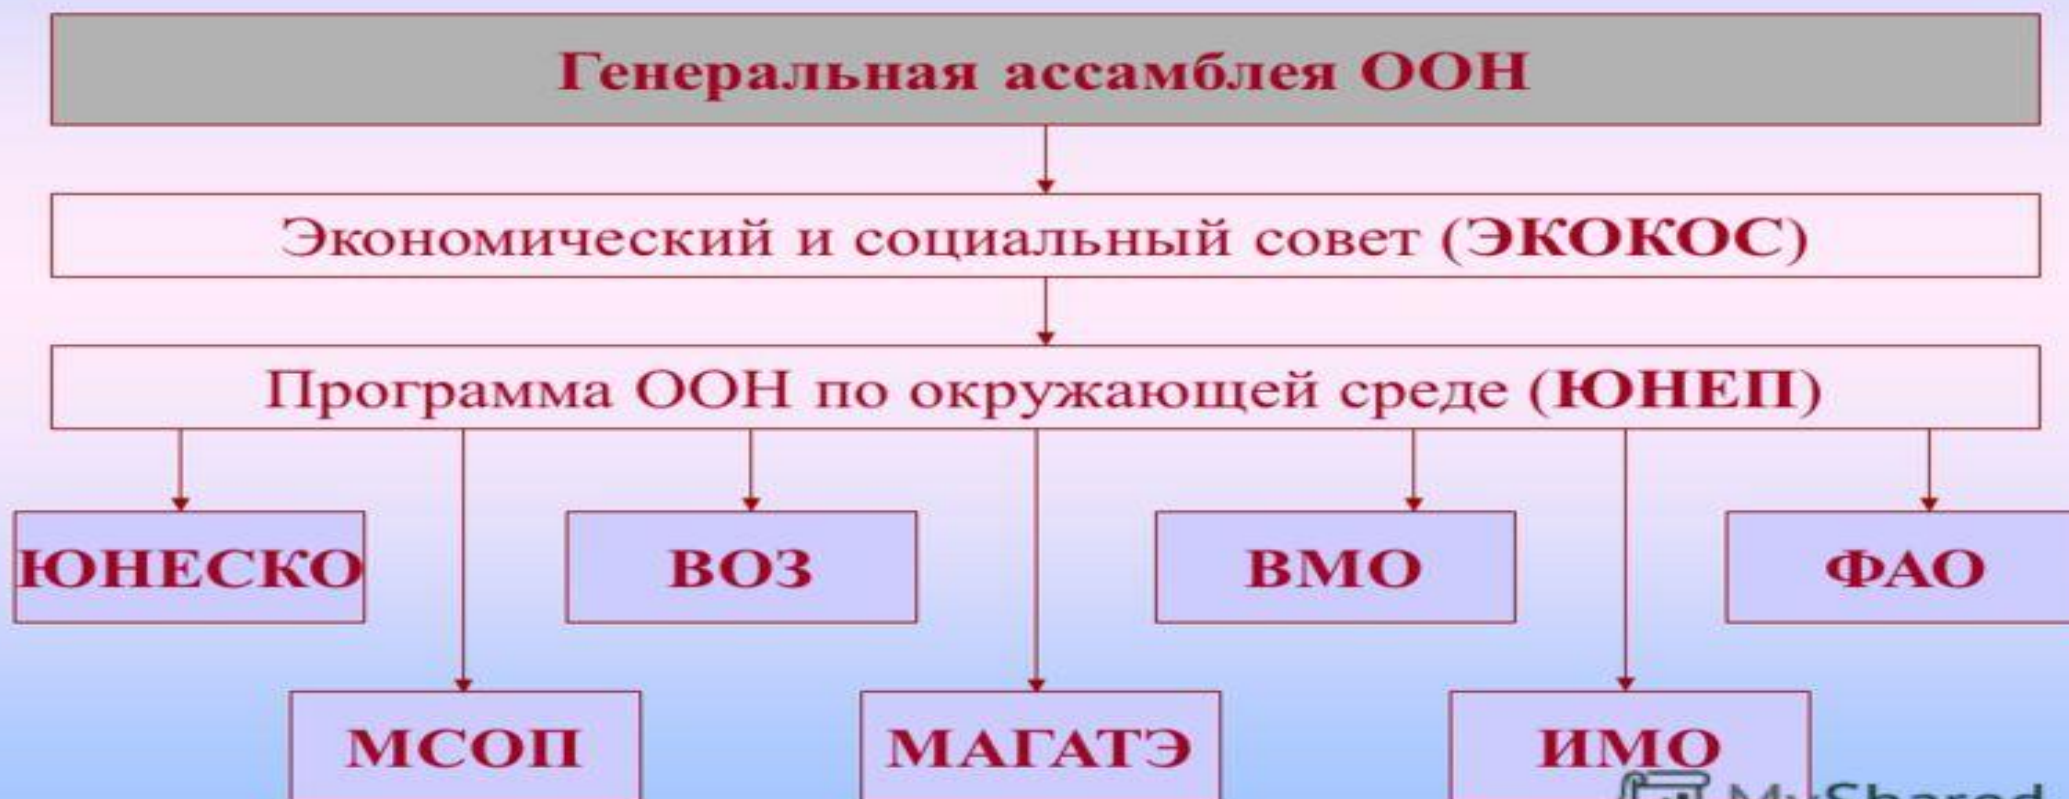 Генеральная ассамблея ООН
Экономический и социальный совет (ЭКОКОС)
Программа ООН по окружающей среде (ЮНЕП)
ЮНЕСКО ВОЗ ВМО ФАО
МСОП МАГАТЭ ИМО
MyShared